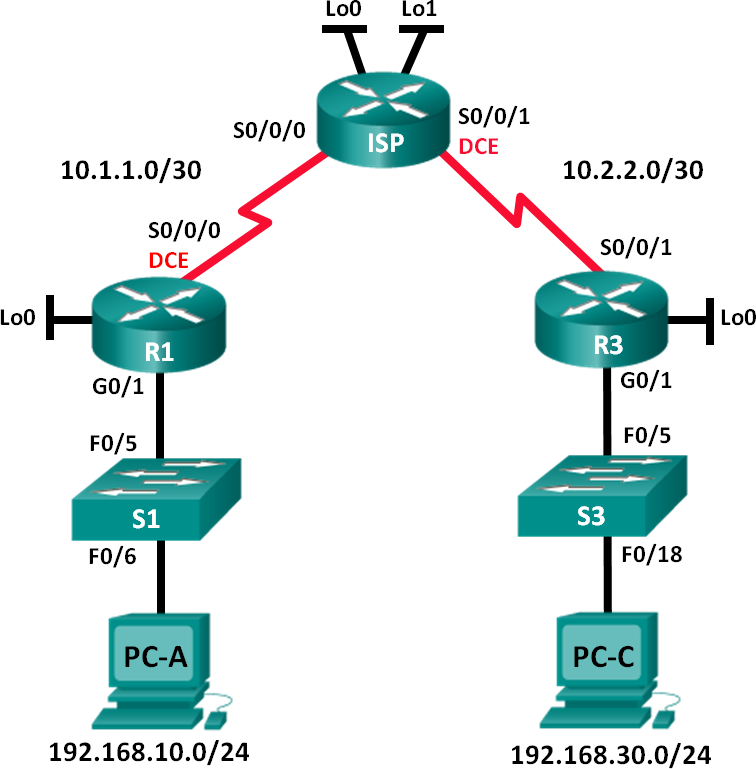 Lo0 Lo1
S0/0/0
ISP
S0/0/1
DCE
10.1.1.0/30
10.2.2.0/30
S0/0/0
DCE
S0/0/1
Lo0
R1
R3
Lo0
G0/1
G0/1
F0/5
F0/5
S1
S3
F0/6
F0/18
PC-A
PC-C
192.168.10.0/24
192.168.30.0/24